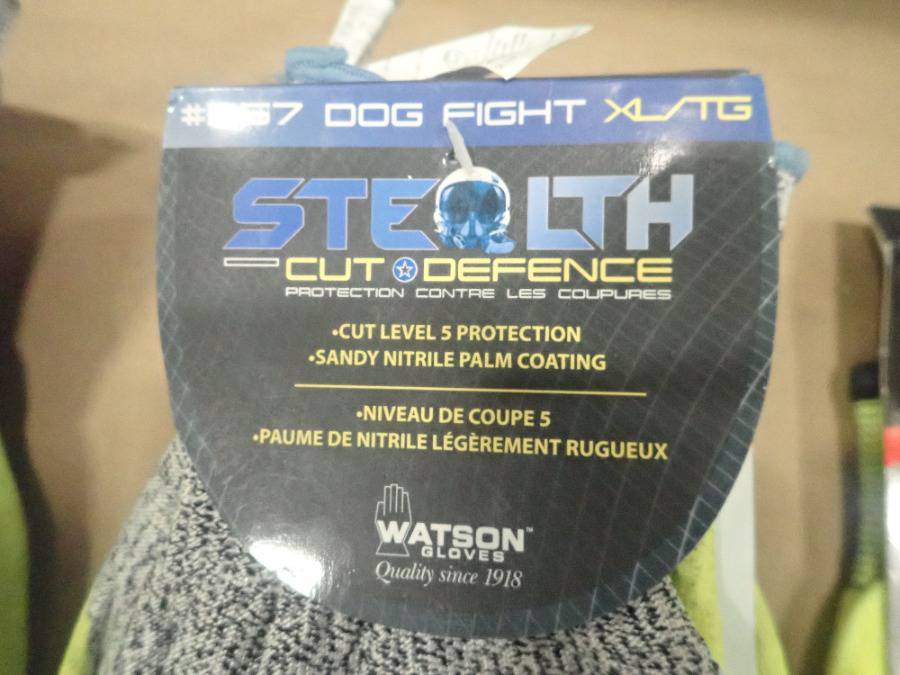 DOG FIGHT XL/TG
STEALTH
CUT DEFENCE
PROTECTION CONTRE LES COUPURES
•CUT LEVEL 5 PROTECTION
•SANDY NITRILE PALM COATING
•NIVEAU DE COUPE 5
•PAUME DE NITRILE LÉGÈREMENT RUGUEUX
WATSON™
GLOVES
Quality since 1918